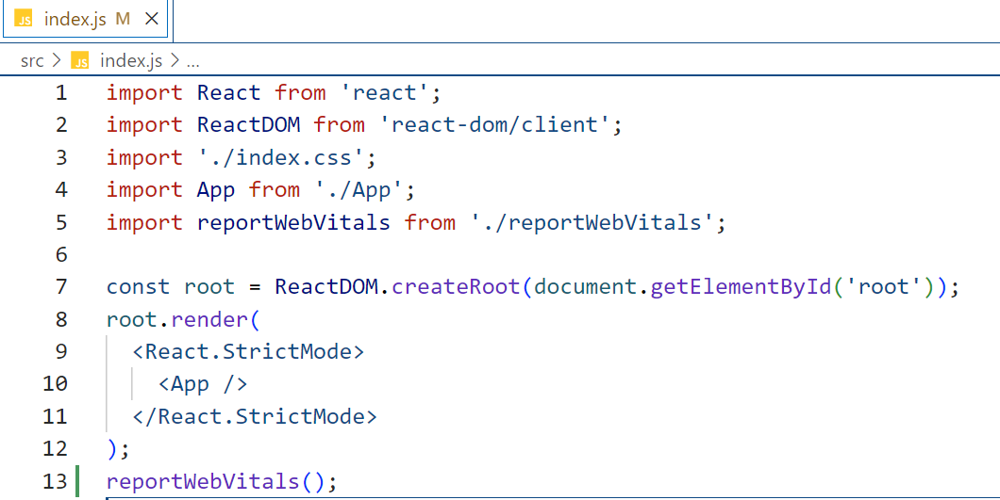 JS index.js M ×
src > JS index.js > ...
1 import React from 'react';
2 import ReactDOM from 'react-dom/client';
3 import './index.css';
4 import App from './App';
5 import reportWebVitals from './reportWebVitals';
6
7 const root = ReactDOM.createRoot(document.getElementById('root'));
8 root.render(
9   <React.StrictMode>
10     <App />
11   </React.StrictMode>
12 );
13 reportWebVitals();